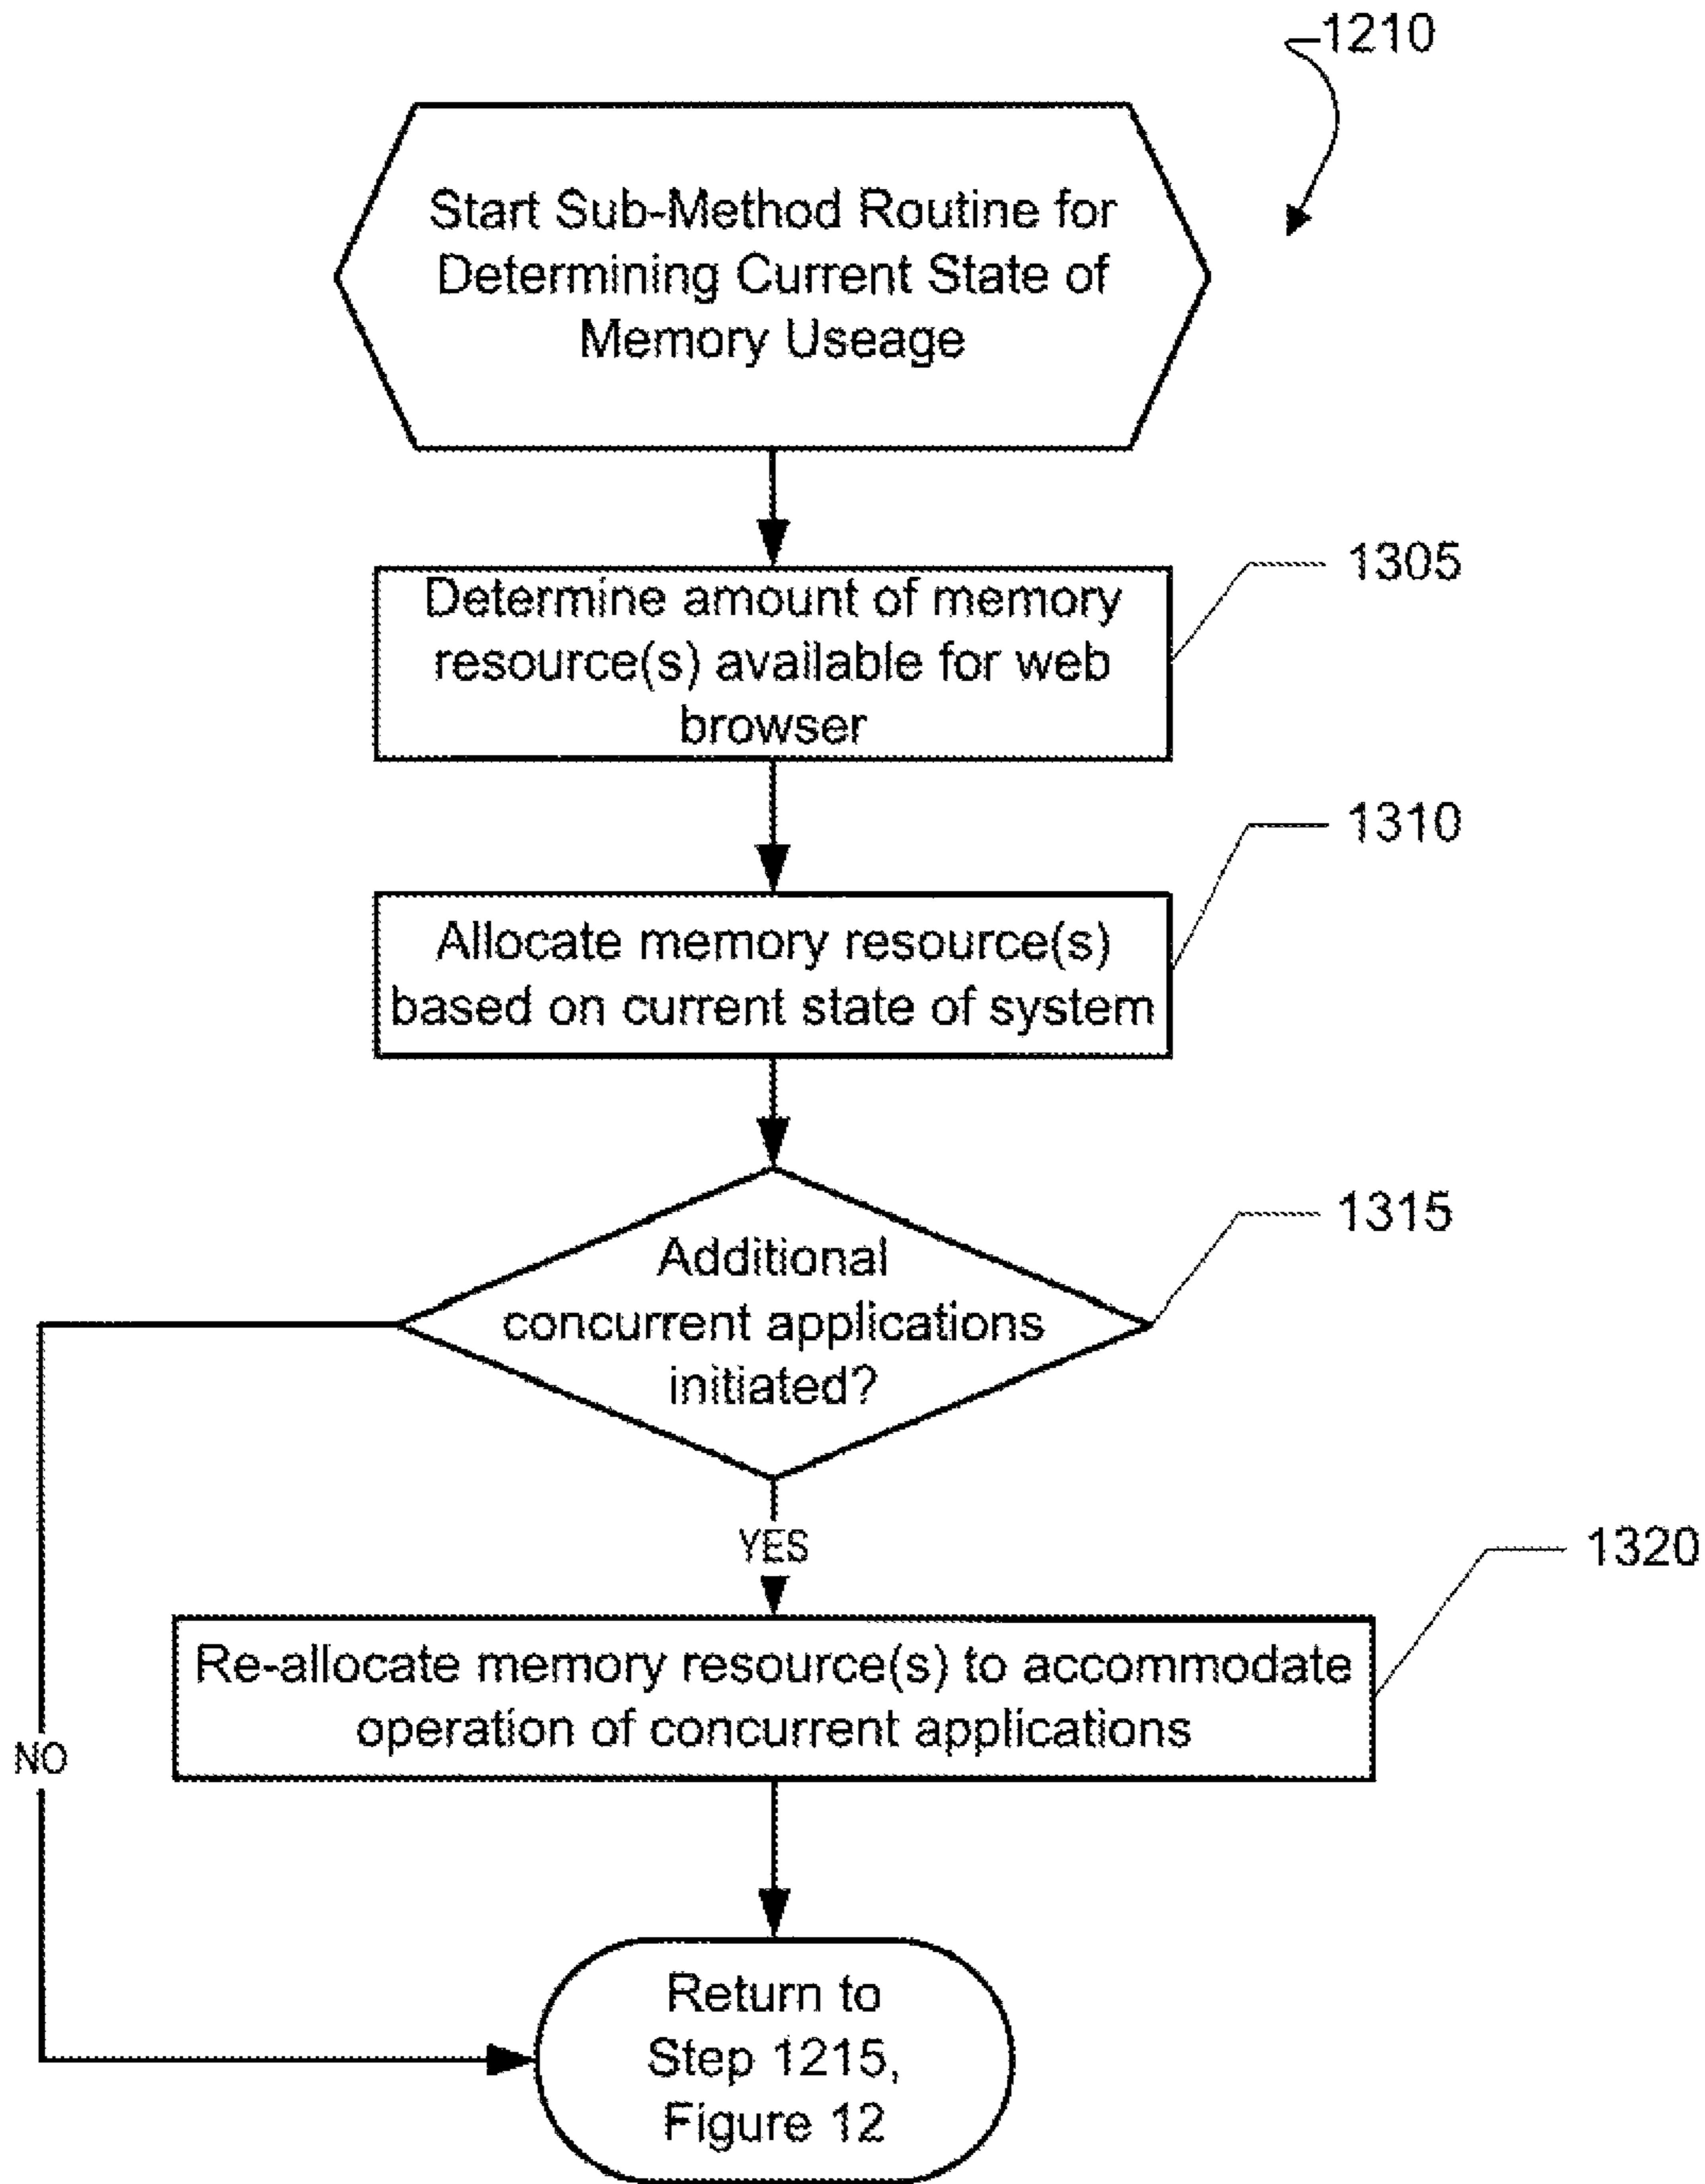 1210
Start Sub-Method Routine for
Determining Current State of
Memory Useage
1305
Determine amount of memory
resource(s) available for web
browser
1310
Allocate memory resource(s)
based on current state of system
1315
Additional
concurrent applications
initiated?
YES
1320
Re-allocate memory resource(s) to accommodate
operation of concurrent applications
NO
Return to
Step 1215,
Figure 12